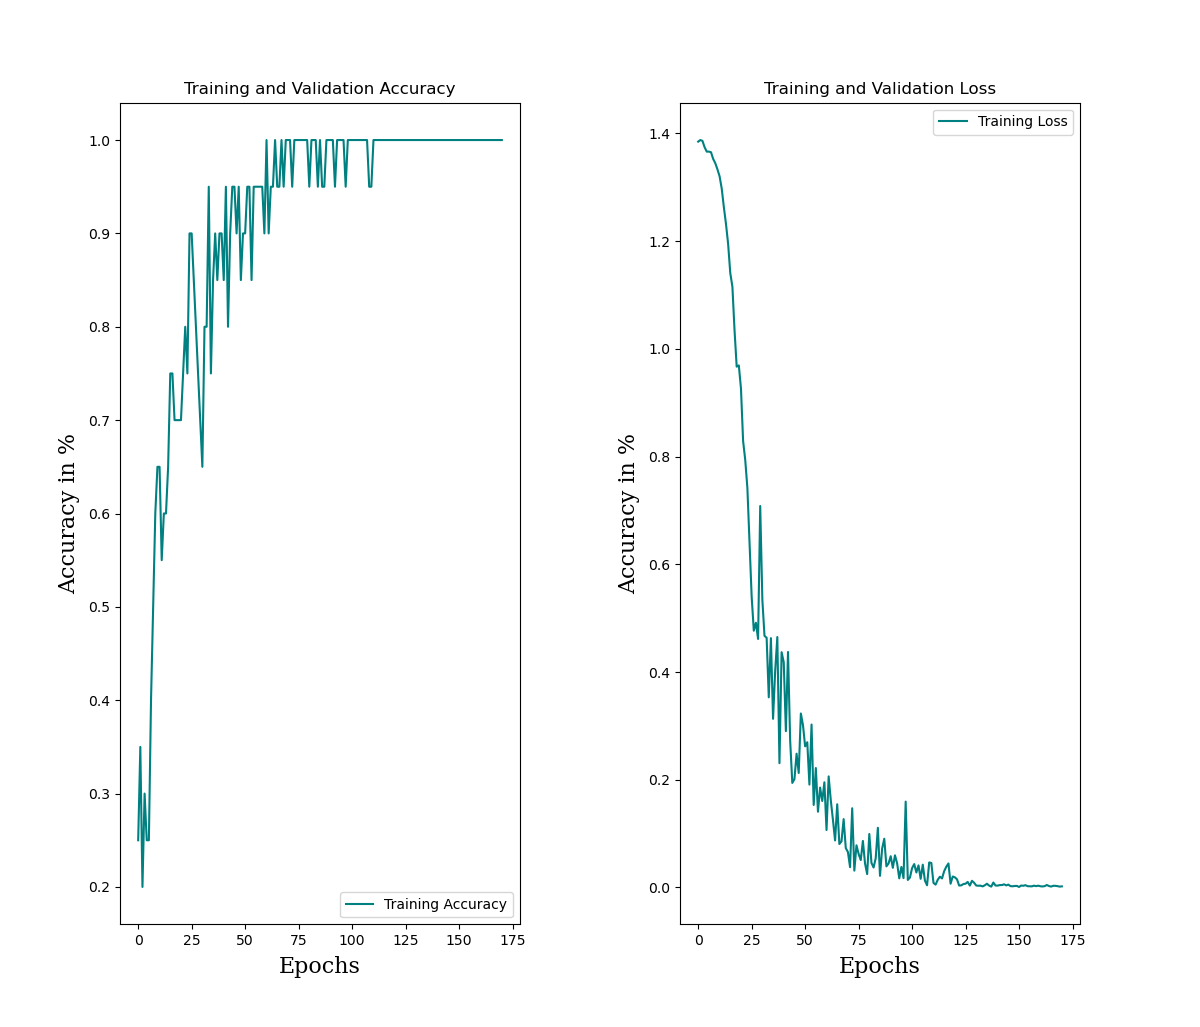 Training and Validation Accuracy
1.0
0.9
0.8
0.7
0.6
0.5
0.4
0.3
0.2
Accuracy in %
Training Accuracy
0 25 50 75 100 125 150 175
Epochs
Training and Validation Loss
Training Loss
1.4
1.2
1.0
0.8
0.6
0.4
0.2
0.0
Accuracy in %
0 25 50 75 100 125 150 175
Epochs